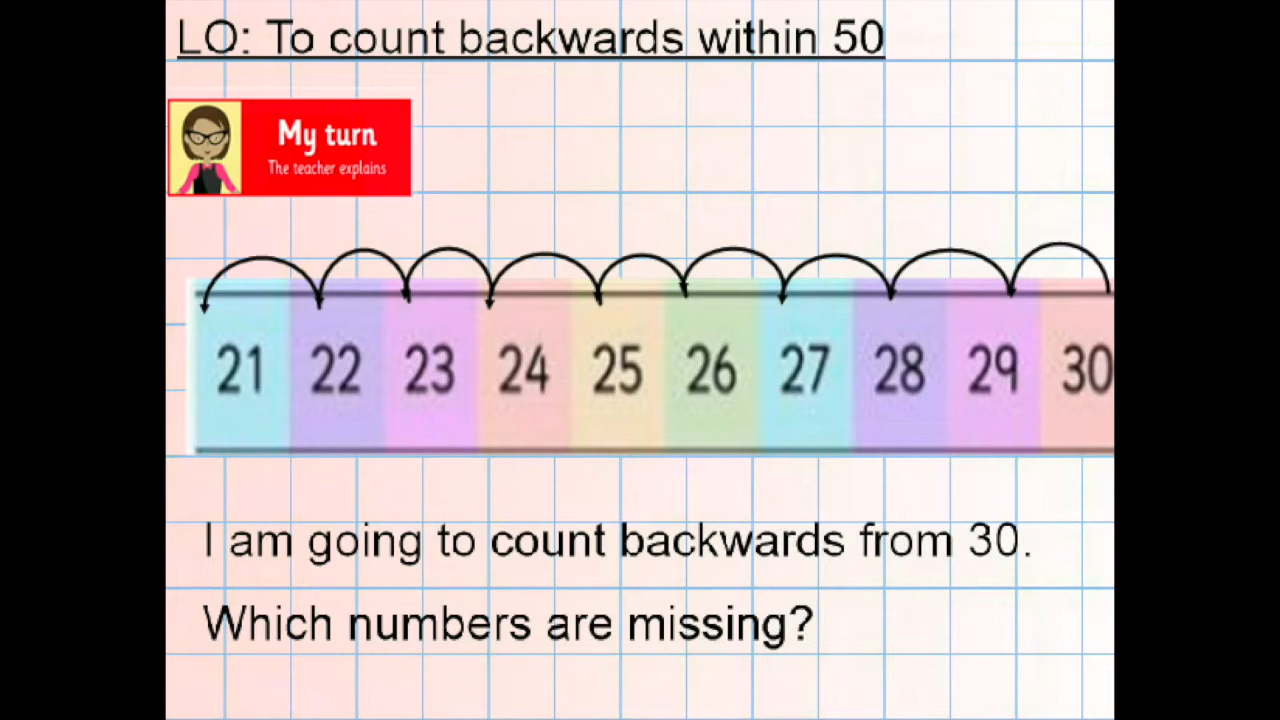 LO: To count backwards within 50
My turn
The teacher explains
21 22 23 24 25 26 27 28 29 30
I am going to count backwards from 30.
Which numbers are missing?